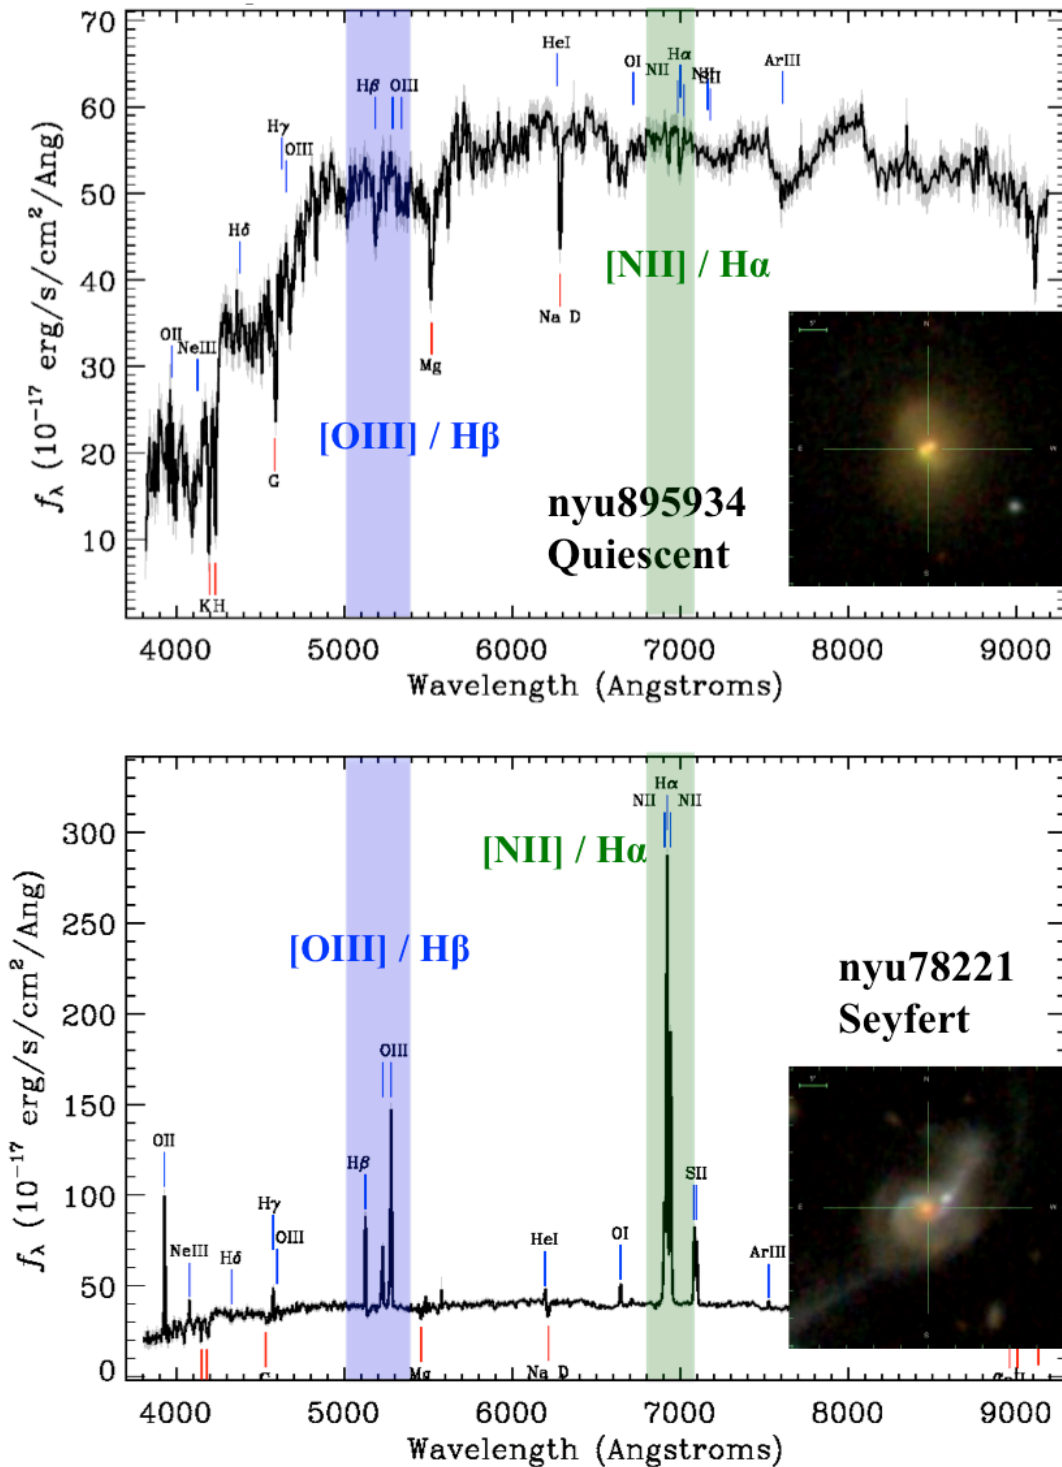 70
60
50
40
30
20
10
f_λ (10⁻¹⁷ erg/s/cm²/Ang)
HeI
OI
NII
Hα
NII
SII
ArIII
Hβ
OIII
Hγ
OIII
Hδ
OII
NeIII
[NII] / Hα
Na D
Mg
[OIII] / Hβ
G
nyu895934
Quiescent
K H
5"
N
E
W
S
4000 5000 6000 7000 8000 9000
Wavelength (Angstroms)
300
250
200
150
100
50
0
f_λ (10⁻¹⁷ erg/s/cm²/Ang)
Hα
NII NII
[NII] / Hα
[OIII] / Hβ
nyu78221
Seyfert
OIII
OII
Hβ
SII
Hγ
OIII
NeIII
Hδ
HeI
OI
ArIII
G
Mg
Na D
5"
N
E
W
S
4000 5000 6000 7000 8000 9000
Wavelength (Angstroms)